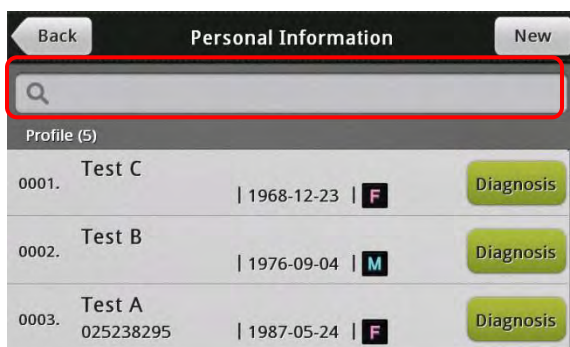 Back Personal Information New
Profile (5)
0001. Test C
| 1968-12-23 | F Diagnosis
0002. Test B
| 1976-09-04 | M Diagnosis
0003. Test A
025238295 | 1987-05-24 | F Diagnosis